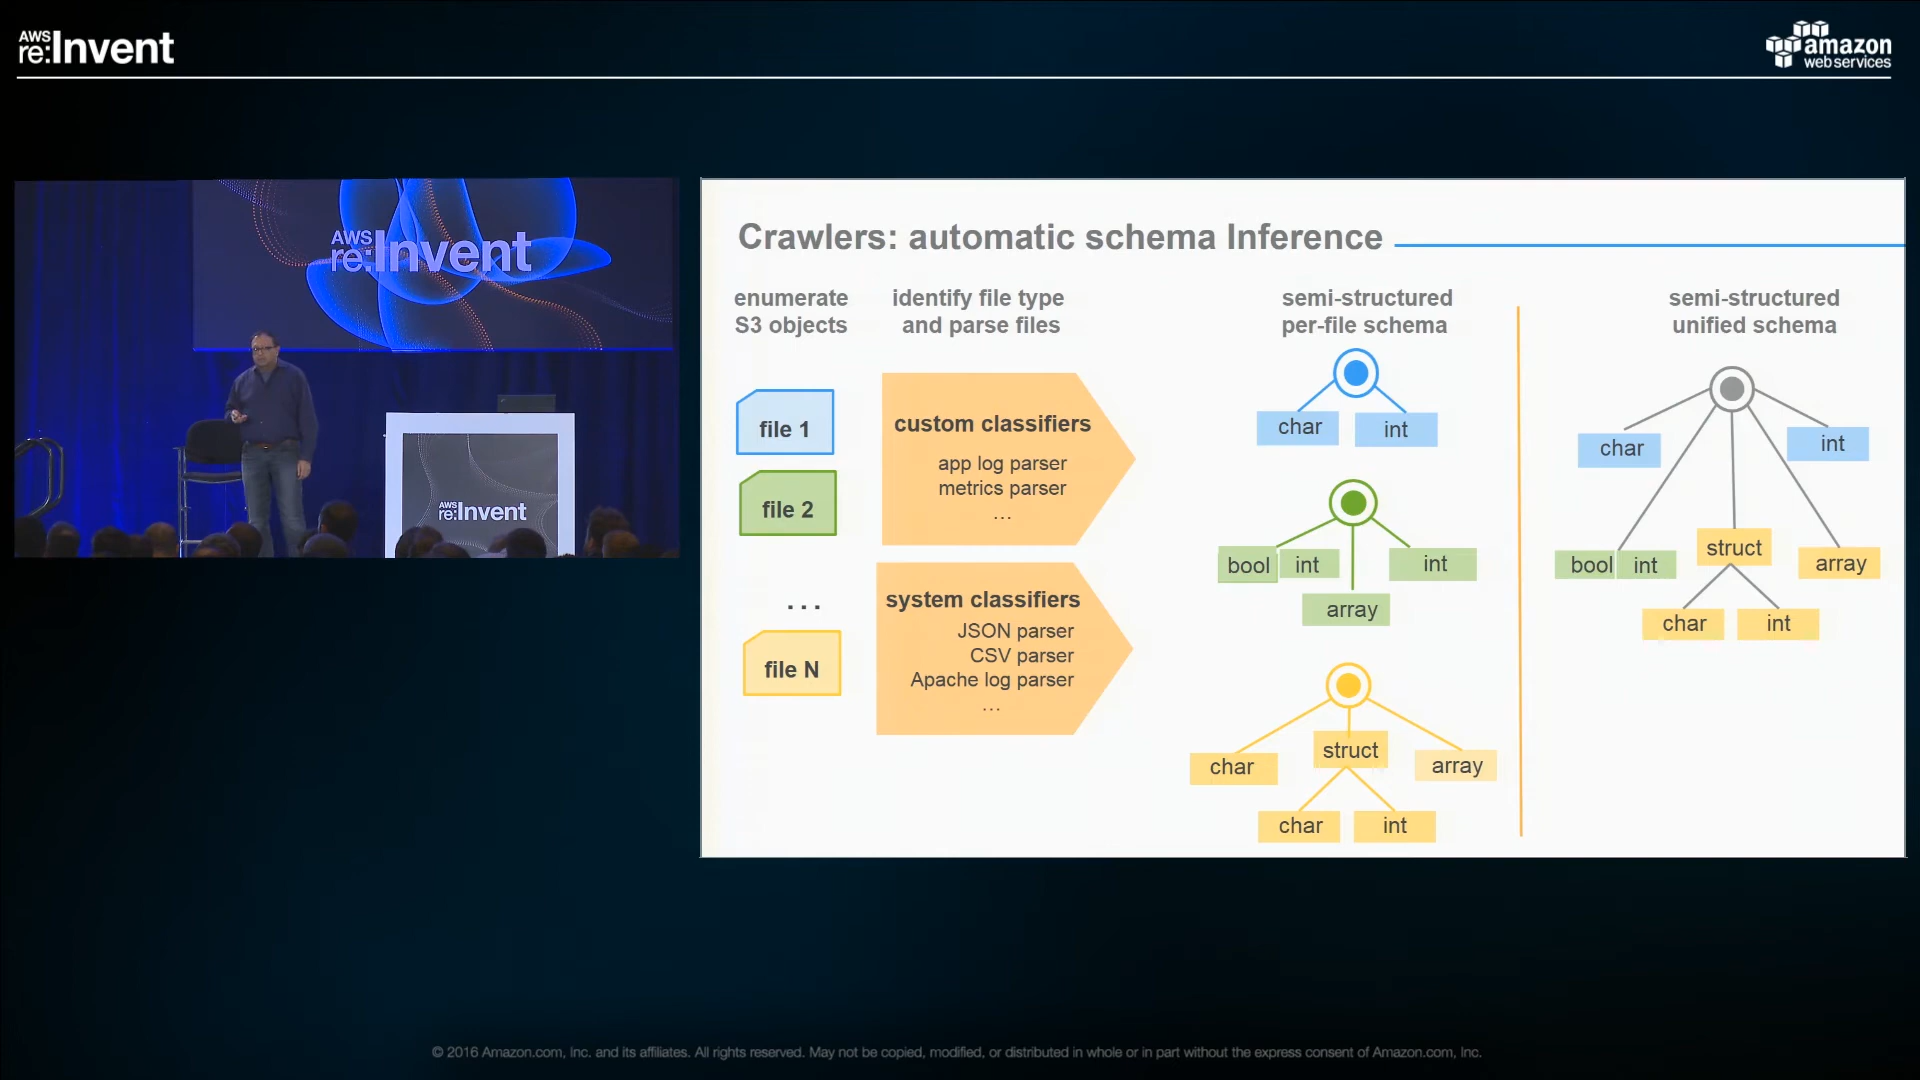 AWS
re:Invent
amazon
web services
AWS
re:Invent
AWS
re:Invent
Crawlers: automatic schema Inference
enumerate
S3 objects
identify file type
and parse files
semi-structured
per-file schema
semi-structured
unified schema
file 1
file 2
...
file N
custom classifiers
app log parser
metrics parser
...
system classifiers
JSON parser
CSV parser
Apache log parser
...
char int
bool int int
array
char struct array
char int
char int
bool int struct array
char int
© 2016 Amazon.com, Inc. and its affiliates. All rights reserved. May not be copied, modified, or distributed in whole or in part without the express consent of Amazon.com, Inc.